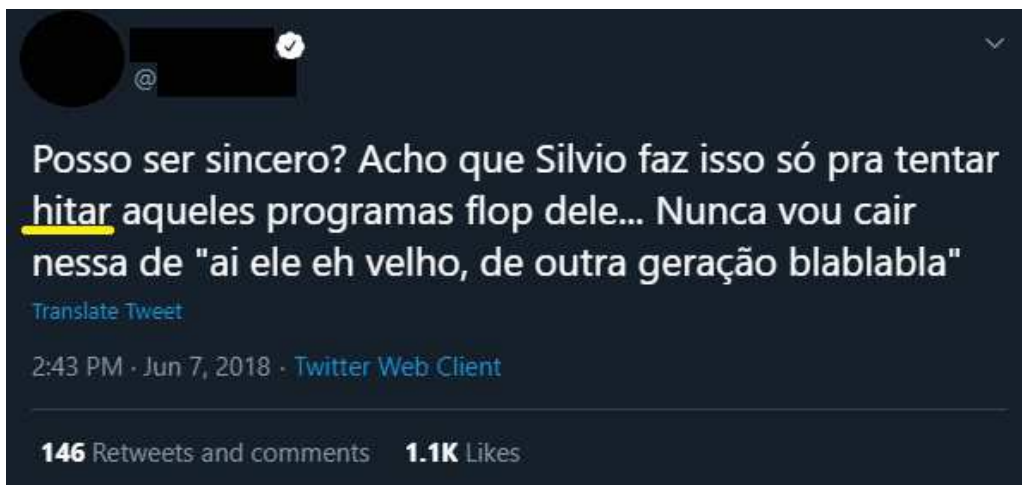 @
Posso ser sincero? Acho que Silvio faz isso só pra tentar
hitar aqueles programas flop dele... Nunca vou cair
nessa de "ai ele eh velho, de outra geração blablabla"
Translate Tweet
2:43 PM · Jun 7, 2018 · Twitter Web Client
146 Retweets and comments 1.1K Likes